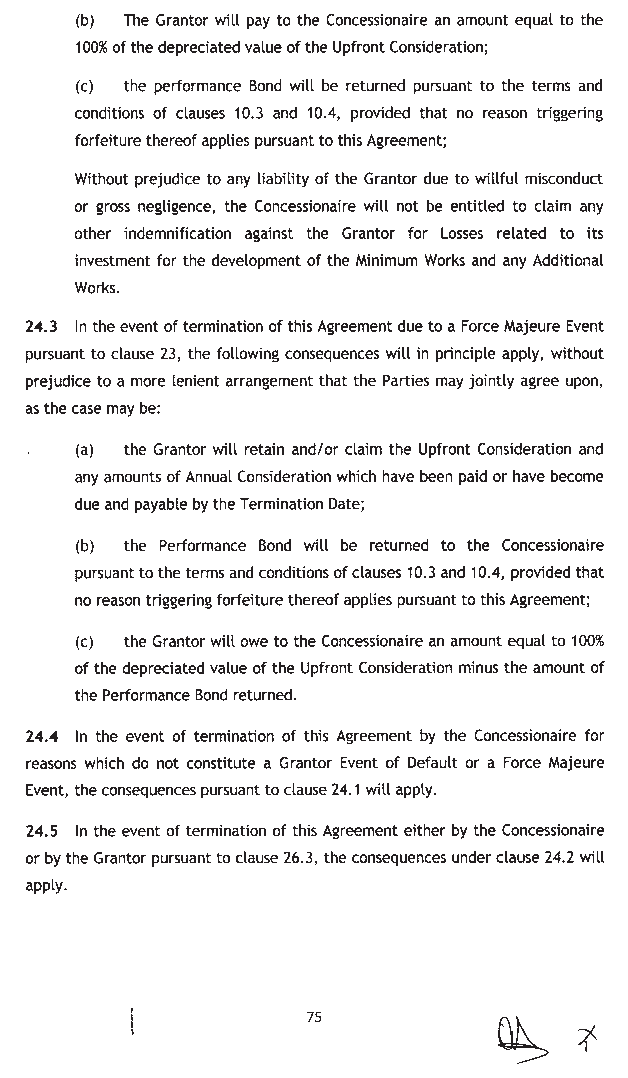 (b) The Grantor will pay to the Concessionaire an amount equal to the
100% of the depreciated value of the Upfront Consideration;
(c) the performance Bond will be returned pursuant to the terms and
conditions of clauses 10.3 and 10.4, provided that no reason triggering
forfeiture thereof applies pursuant to this Agreement;
Without prejudice to any liability of the Grantor due to willful misconduct
or gross negligence, the Concessionaire will not be entitled to claim any
other indemnification against the Grantor for Losses related to its
investment for the development of the Minimum Works and any Additional
Works.
24.3 In the event of termination of this Agreement due to a Force Majeure Event
pursuant to clause 23, the following consequences will in principle apply, without
prejudice to a more lenient arrangement that the Parties may jointly agree upon,
as the case may be:
(a) the Grantor will retain and/or claim the Upfront Consideration and
any amounts of Annual Consideration which have been paid or have become
due and payable by the Termination Date;
(b) the Performance Bond will be returned to the Concessionaire
pursuant to the terms and conditions of clauses 10.3 and 10.4, provided that
no reason triggering forfeiture thereof applies pursuant to this Agreement;
(c) the Grantor will owe to the Concessionaire an amount equal to 100%
of the depreciated value of the Upfront Consideration minus the amount of
the Performance Bond returned.
24.4 In the event of termination of this Agreement by the Concessionaire for
reasons which do not constitute a Grantor Event of Default or a Force Majeure
Event, the consequences pursuant to clause 24.1 will apply.
24.5 In the event of termination of this Agreement either by the Concessionaire
or by the Grantor pursuant to clause 26.3, the consequences under clause 24.2 will
apply.
75